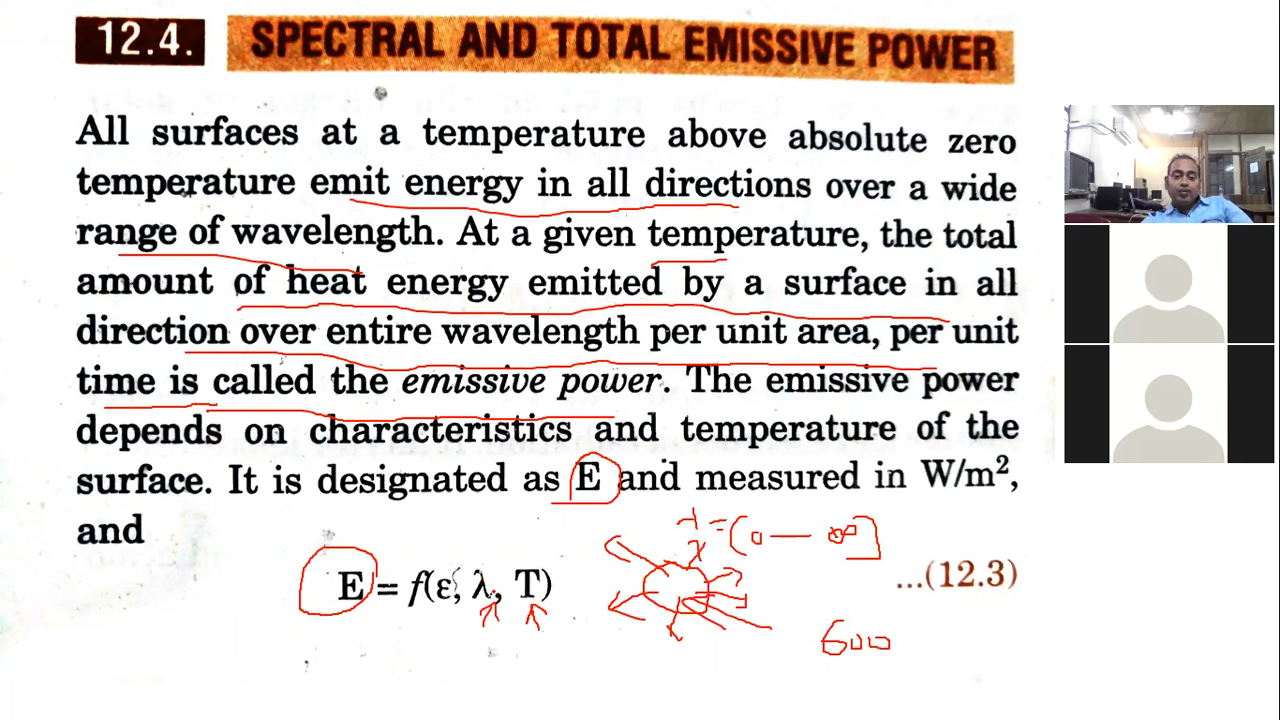 12.4. SPECTRAL AND TOTAL EMISSIVE POWER
All surfaces at a temperature above absolute zero
temperature emit energy in all directions over a wide
range of wavelength. At a given temperature, the total
amount of heat energy emitted by a surface in all
direction over entire wavelength per unit area, per unit
time is called the emissive power. The emissive power
depends on characteristics and temperature of the
surface. It is designated as E and measured in W/m², 
and
= [0 — ∞]
E = f(ε, λ, T) ...(12.3)
600